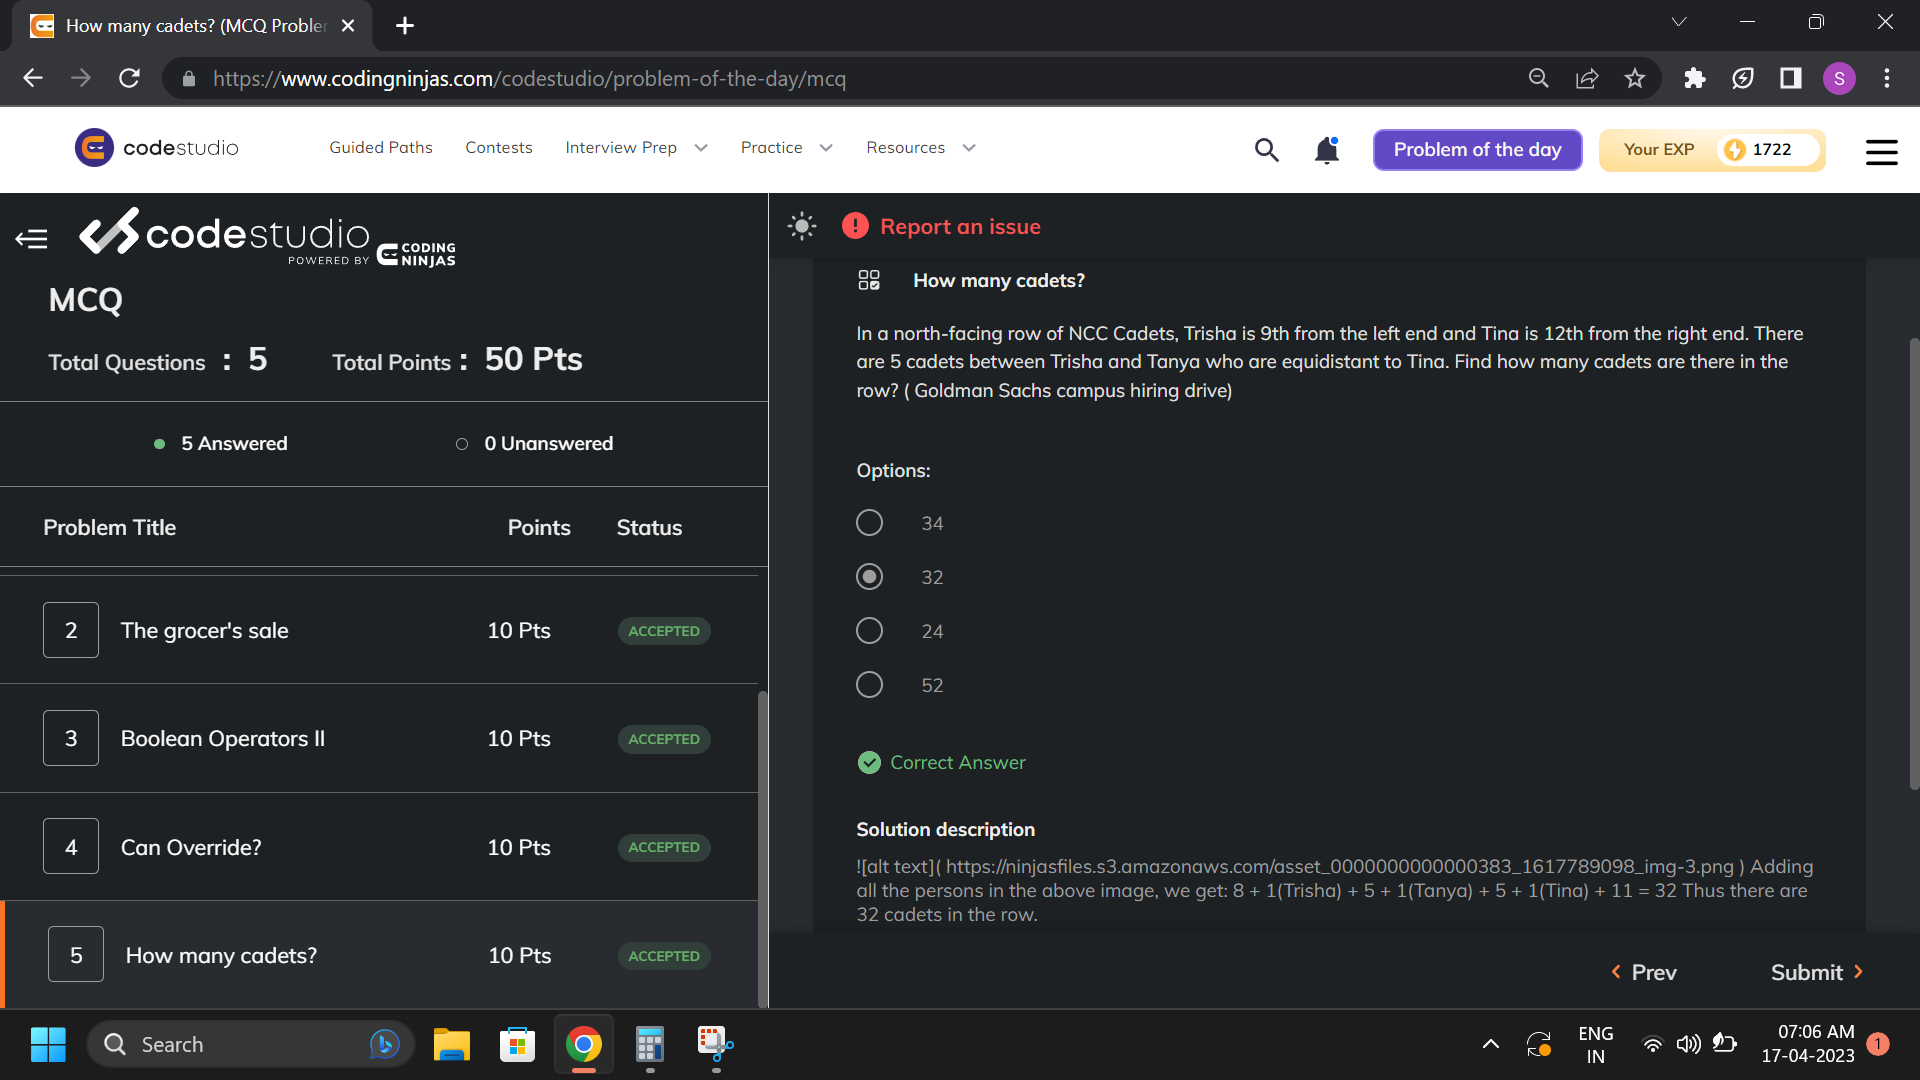 How many cadets? (MCQ Probler
https://www.codingninjas.com/codestudio/problem-of-the-day/mcq
S
codestudio
Guided Paths
Contests
Interview Prep
Practice
Resources
Problem of the day
Your EXP
1722
codestudio
POWERED BY CODING NINJAS
MCQ
Total Questions : 5
Total Points : 50 Pts
5 Answered
0 Unanswered
Problem Title
Points
Status
2
The grocer's sale
10 Pts
ACCEPTED
3
Boolean Operators II
10 Pts
ACCEPTED
4
Can Override?
10 Pts
ACCEPTED
5
How many cadets?
10 Pts
ACCEPTED
Report an issue
How many cadets?
In a north-facing row of NCC Cadets, Trisha is 9th from the left end and Tina is 12th from the right end. There
are 5 cadets between Trisha and Tanya who are equidistant to Tina. Find how many cadets are there in the
row? ( Goldman Sachs campus hiring drive)
Options:
34
32
24
52
Correct Answer
Solution description
![alt text]( https://ninjasfiles.s3.amazonaws.com/asset_0000000000000383_1617789098_img-3.png ) Adding
all the persons in the above image, we get: 8 + 1(Trisha) + 5 + 1(Tanya) + 5 + 1(Tina) + 11 = 32 Thus there are
32 cadets in the row.
Prev
Submit
Search
ENG
IN
07:06 AM
17-04-2023
1